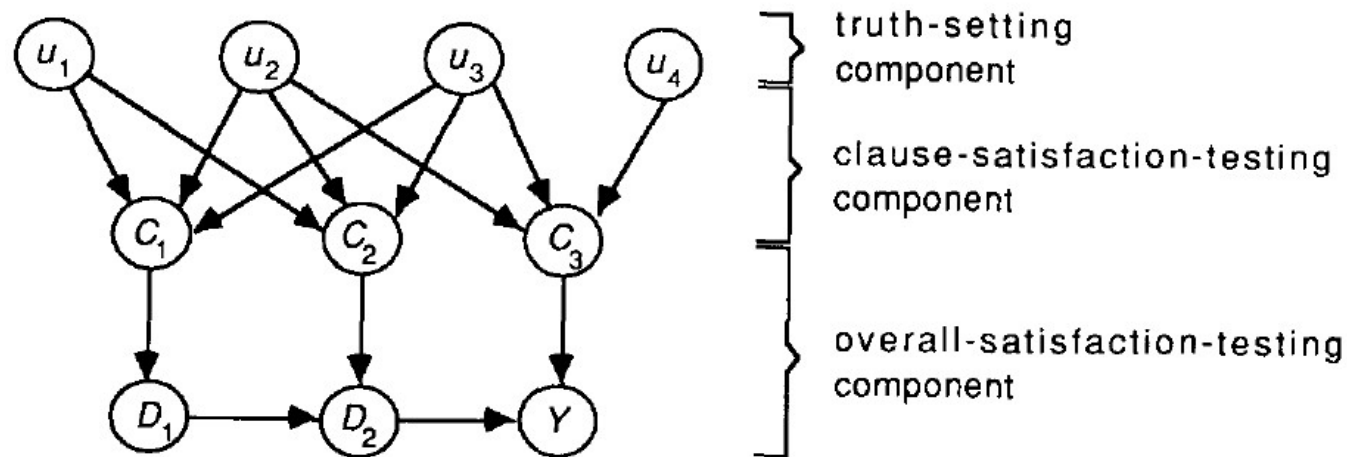 u1 u2 u3 u4
truth-setting
component
C1 C2 C3
clause-satisfaction-testing
component
D1 D2 Y
overall-satisfaction-testing
component